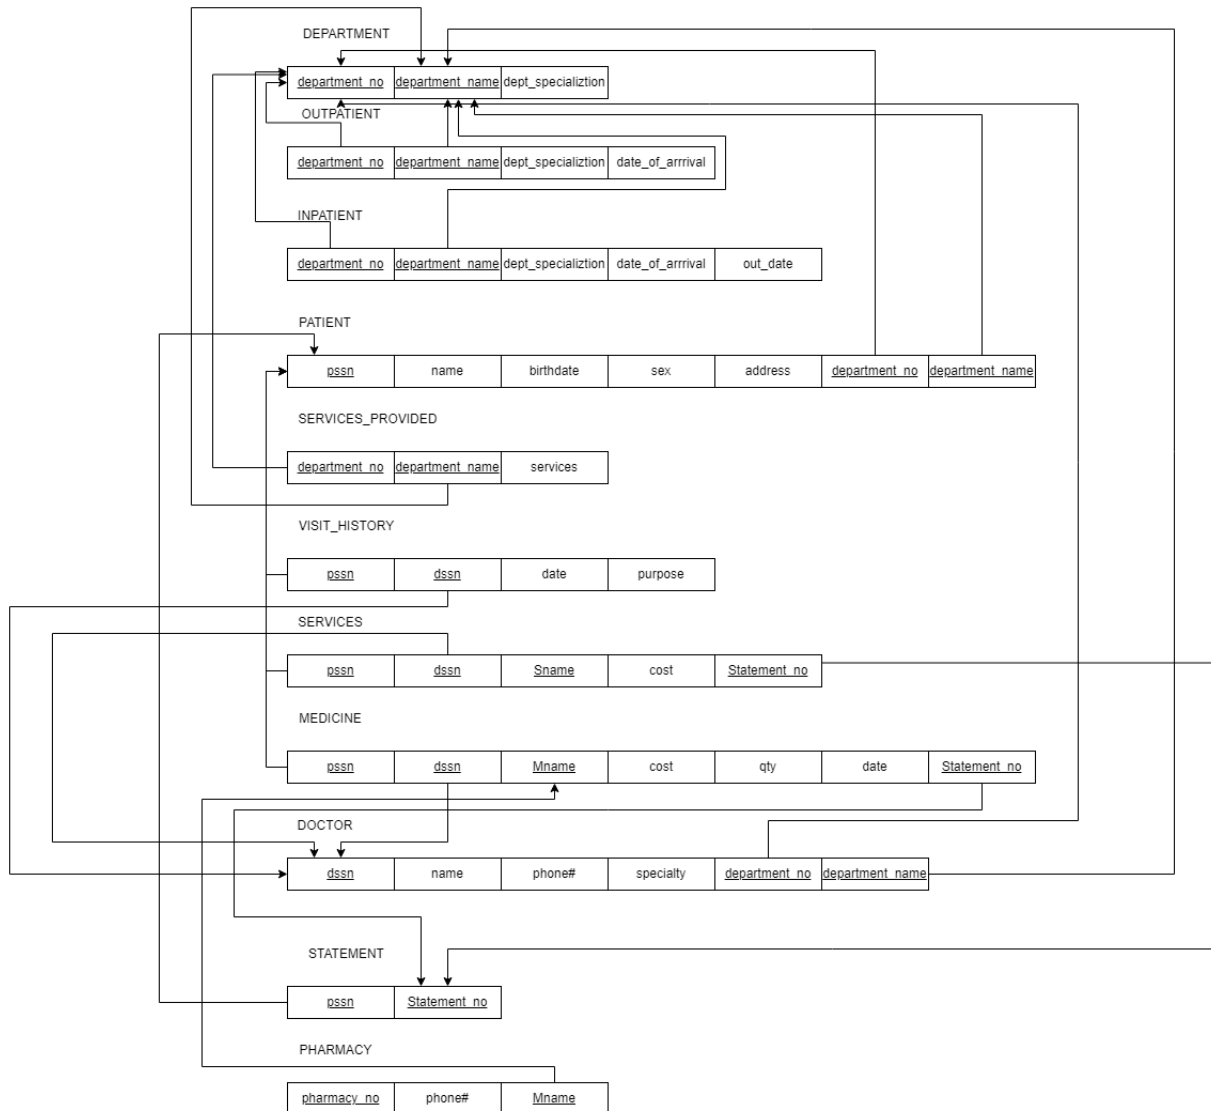 DEPARTMENT
department_no department_name dept_specializtion
OUTPATIENT
department_no department_name dept_specializtion date_of_arrrival
INPATIENT
department_no department_name dept_specializtion date_of_arrrival out_date
PATIENT
pssn name birthdate sex address department_no department_name
SERVICES_PROVIDED
department_no department_name services
VISIT_HISTORY
pssn dssn date purpose
SERVICES
pssn dssn Sname cost Statement_no
MEDICINE
pssn dssn Mname cost qty date Statement_no
DOCTOR
dssn name phone# specialty department_no department_name
STATEMENT
pssn Statement_no
PHARMACY
pharmacy_no phone# Mname